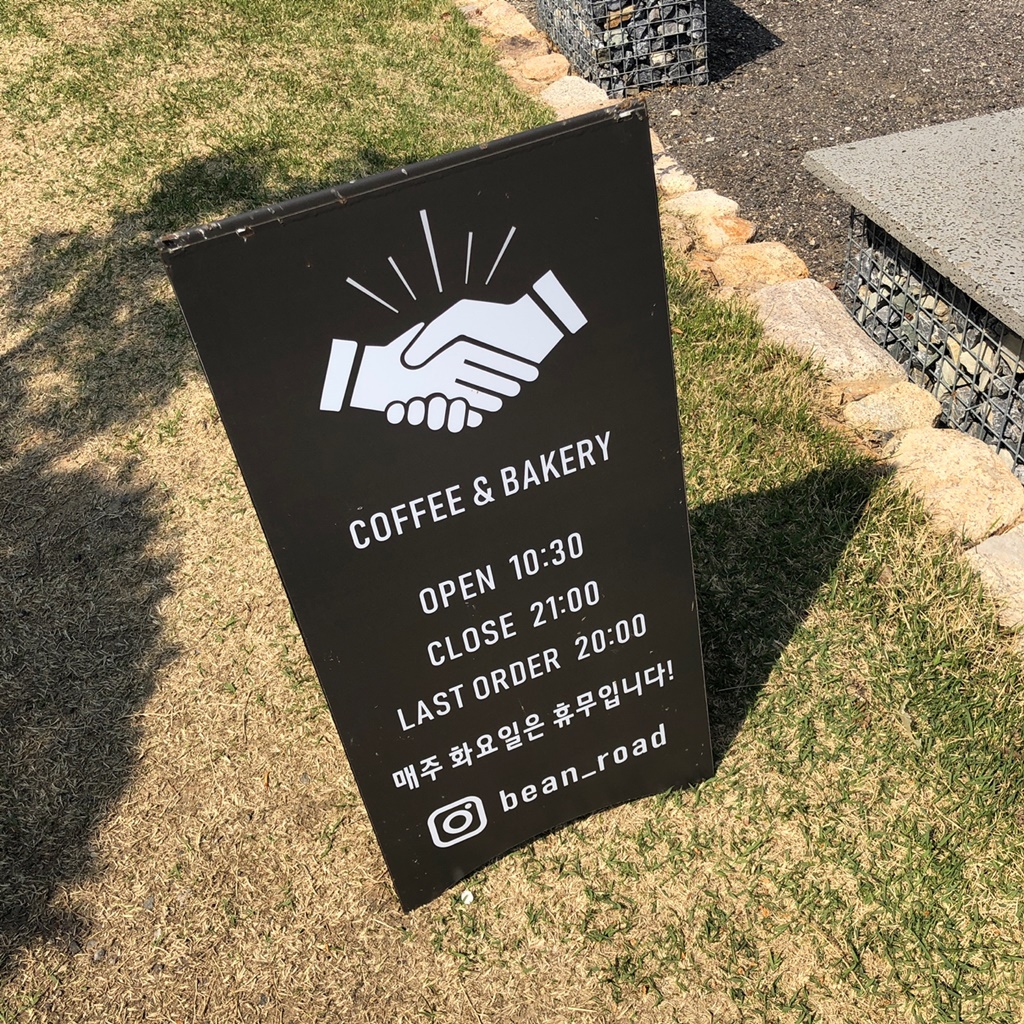 COFFEE & BAKERY
OPEN 10:30
CLOSE 21:00
LAST ORDER 20:00
매주 화요일은 휴무입니다!
bean_road